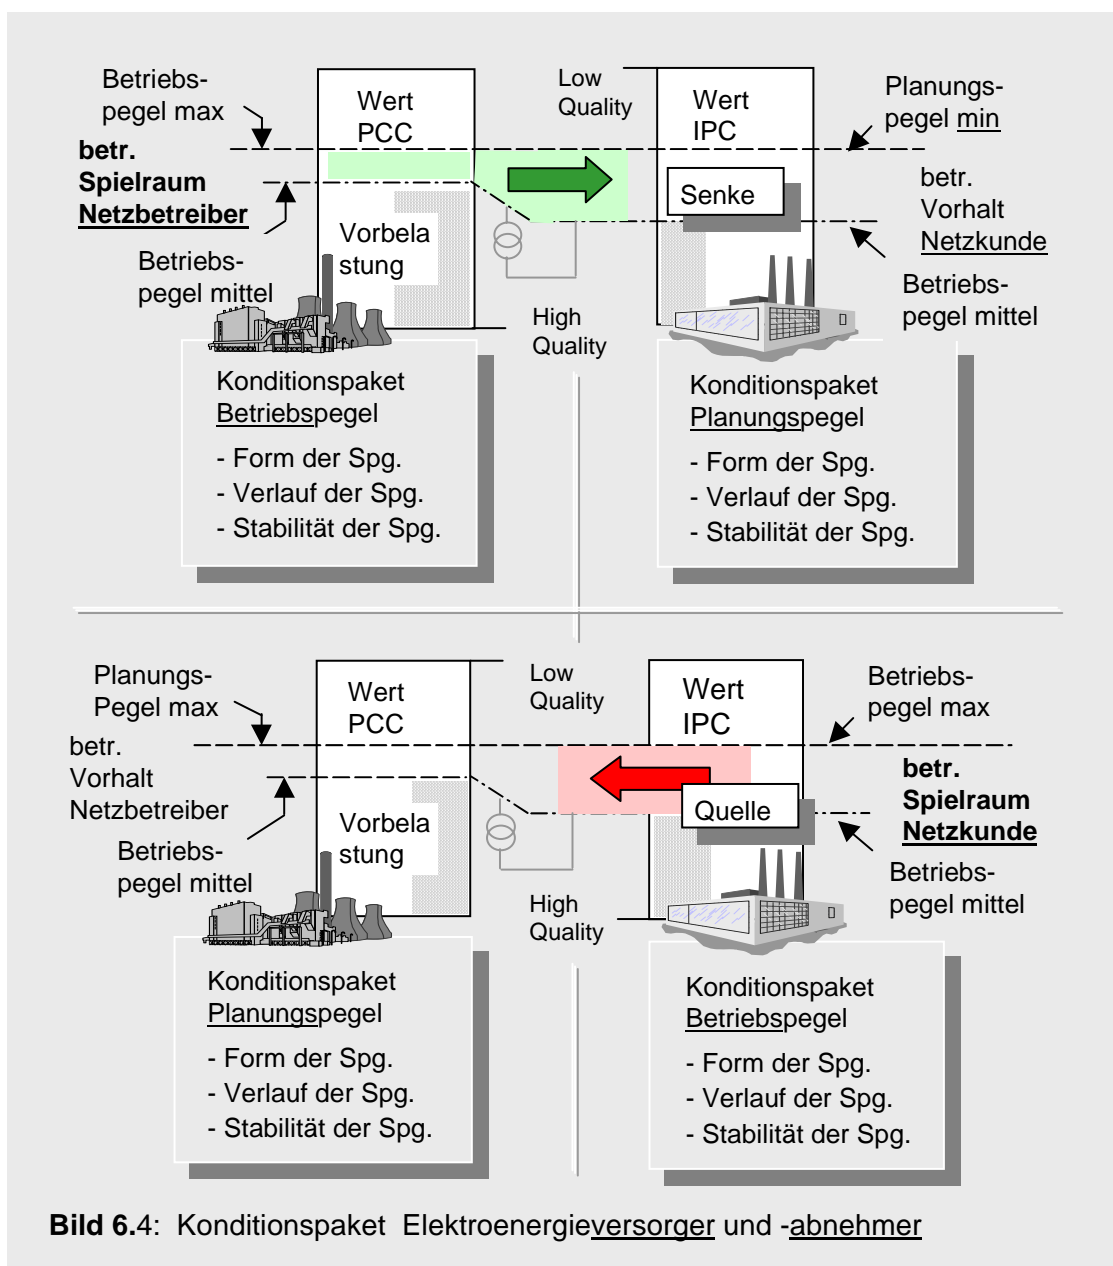 Betriebs-
pegel max
betr.
Spielraum
Netzbetreiber
Betriebs-
pegel mittel
Wert
PCC
Vorbela
stung
Low
Quality
High
Quality
Wert
IPC
Senke
Planungs-
pegel min
betr.
Vorhalt
Netzkunde
Betriebs-
pegel mittel
Konditionspaket
Betriebspegel
- Form der Spg.
- Verlauf der Spg.
- Stabilität der Spg.
Konditionspaket
Planungspegel
- Form der Spg.
- Verlauf der Spg.
- Stabilität der Spg.
Planungs-
Pegel max
betr.
Vorhalt
Netzbetreiber
Betriebs-
pegel mittel
Wert
PCC
Vorbela
stung
Low
Quality
High
Quality
Wert
IPC
Quelle
Betriebs-
pegel max
betr.
Spielraum
Netzkunde
Betriebs-
pegel mittel
Konditionspaket
Planungspegel
- Form der Spg.
- Verlauf der Spg.
- Stabilität der Spg.
Konditionspaket
Betriebspegel
- Form der Spg.
- Verlauf der Spg.
- Stabilität der Spg.
Bild 6.4: Konditionspaket Elektroenergieversorger und -abnehmer